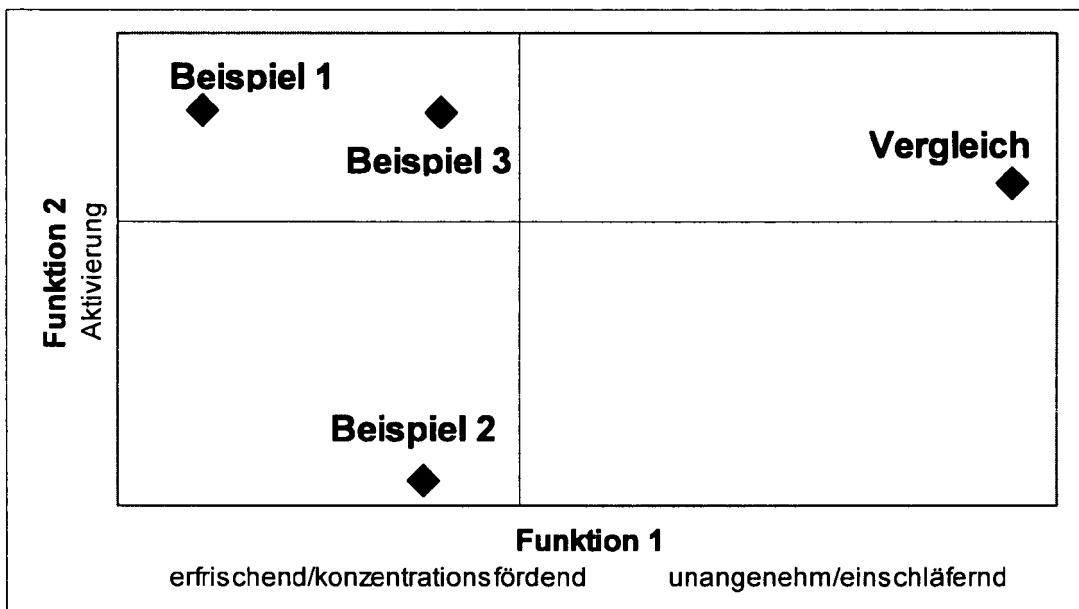 Beispiel 1
Beispiel 3
Vergleich
Funktion 2
Aktivierung
Beispiel 2
Funktion 1
erfrischend/konzentrationsfördend
unangenehm/einschläfernd